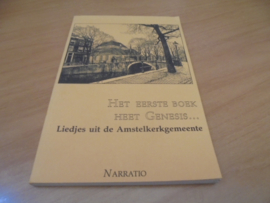 Het eerste boek
heet Genesis...
Liedjes uit de Amstelkerkgemeente
Narratio